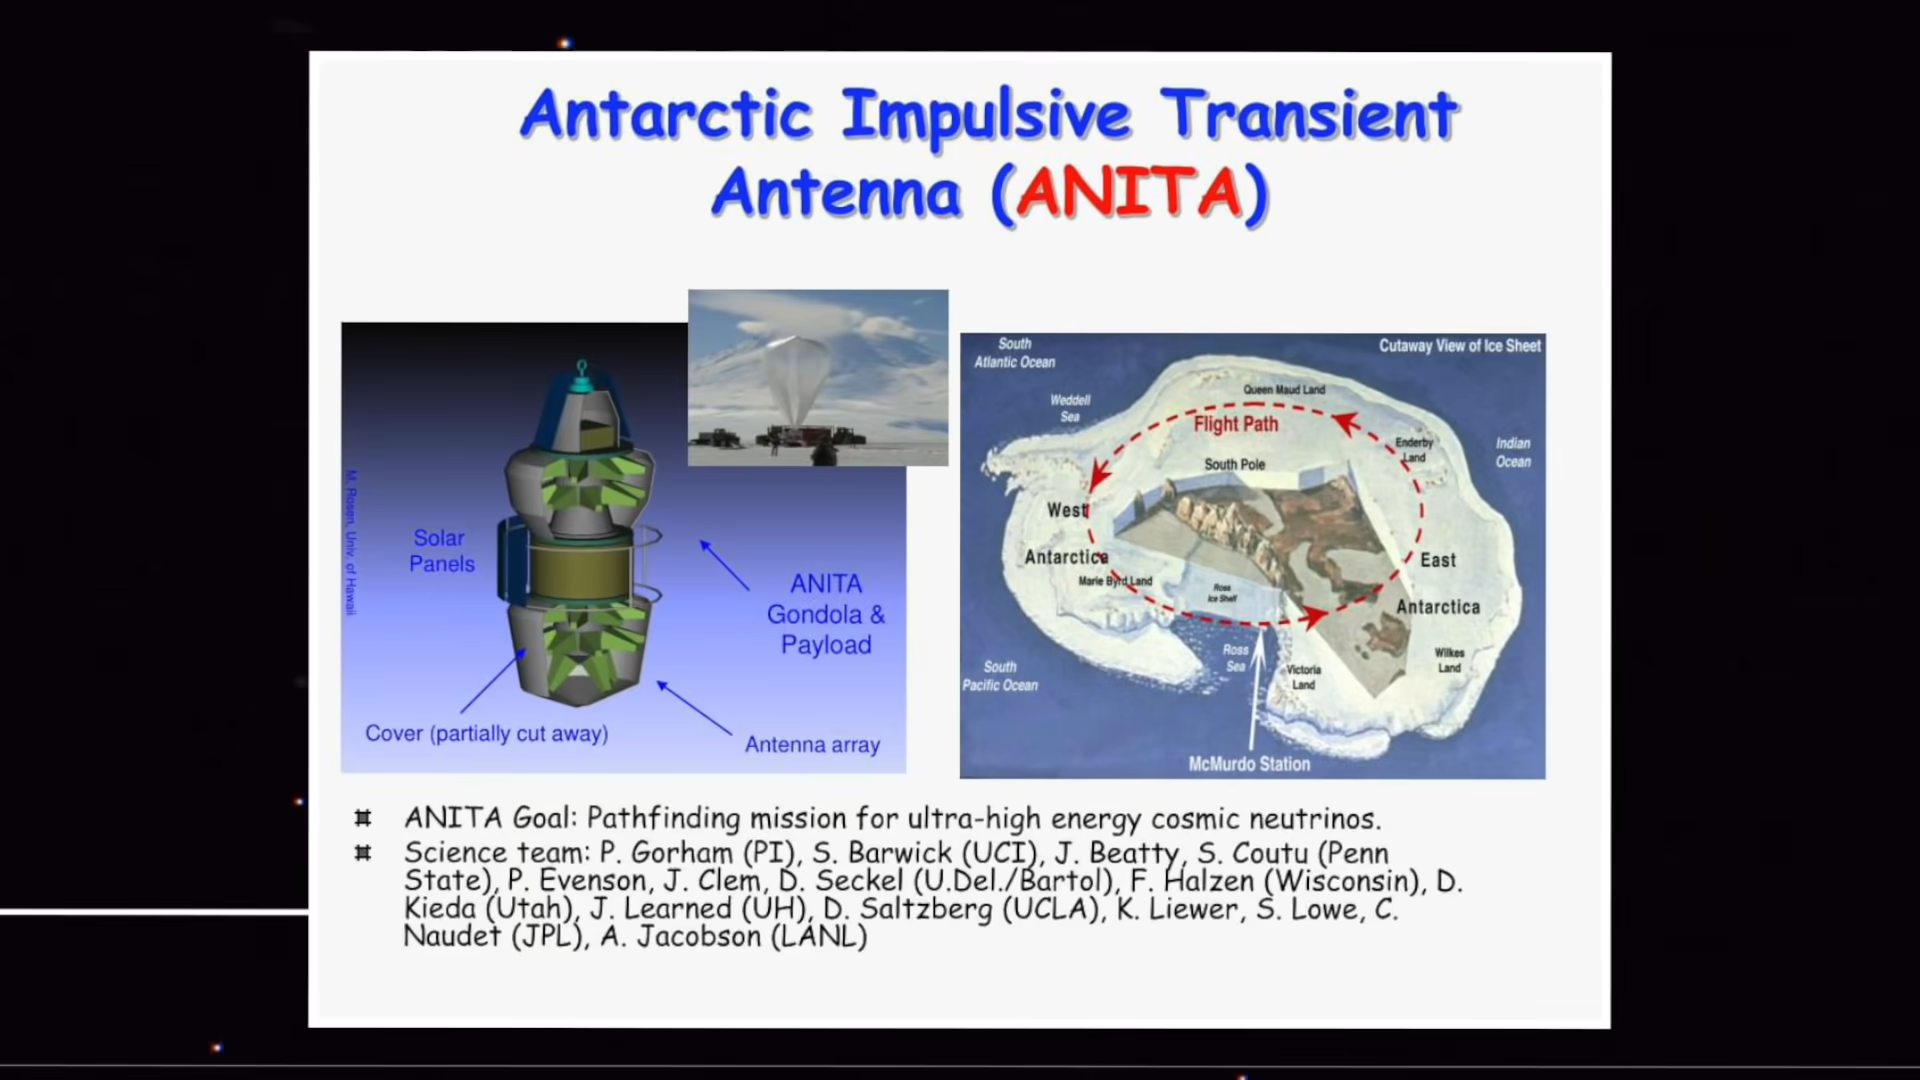 Antarctic Impulsive Transient
Antenna (ANITA)
M. Rosen, Univ. of Hawaii
Solar
Panels
ANITA
Gondola &
Payload
Cover (partially cut away)
Antenna array
South
Atlantic Ocean
Cutaway View of Ice Sheet
Weddell
Sea
Queen Maud Land
Flight Path
Enderby
Land
Indian
Ocean
South Pole
West
Antarctica
Marie Byrd Land
Ross
Ice Shelf
East
Antarctica
Ross
Sea
Victoria
Land
Wilkes
Land
South
Pacific Ocean
McMurdo Station
ANITA Goal: Pathfinding mission for ultra-high energy cosmic neutrinos.
Science team: P. Gorham (PI), S. Barwick (UCI), J. Beatty, S. Coutu (Penn
State), P. Evenson, J. Clem, D. Seckel (U.Del./Bartol), F. Halzen (Wisconsin), D.
Kieda (Utah), J. Learned (UH), D. Saltzberg (UCLA), K. Liewer, S. Lowe, C.
Naudet (JPL), A. Jacobson (LANL)